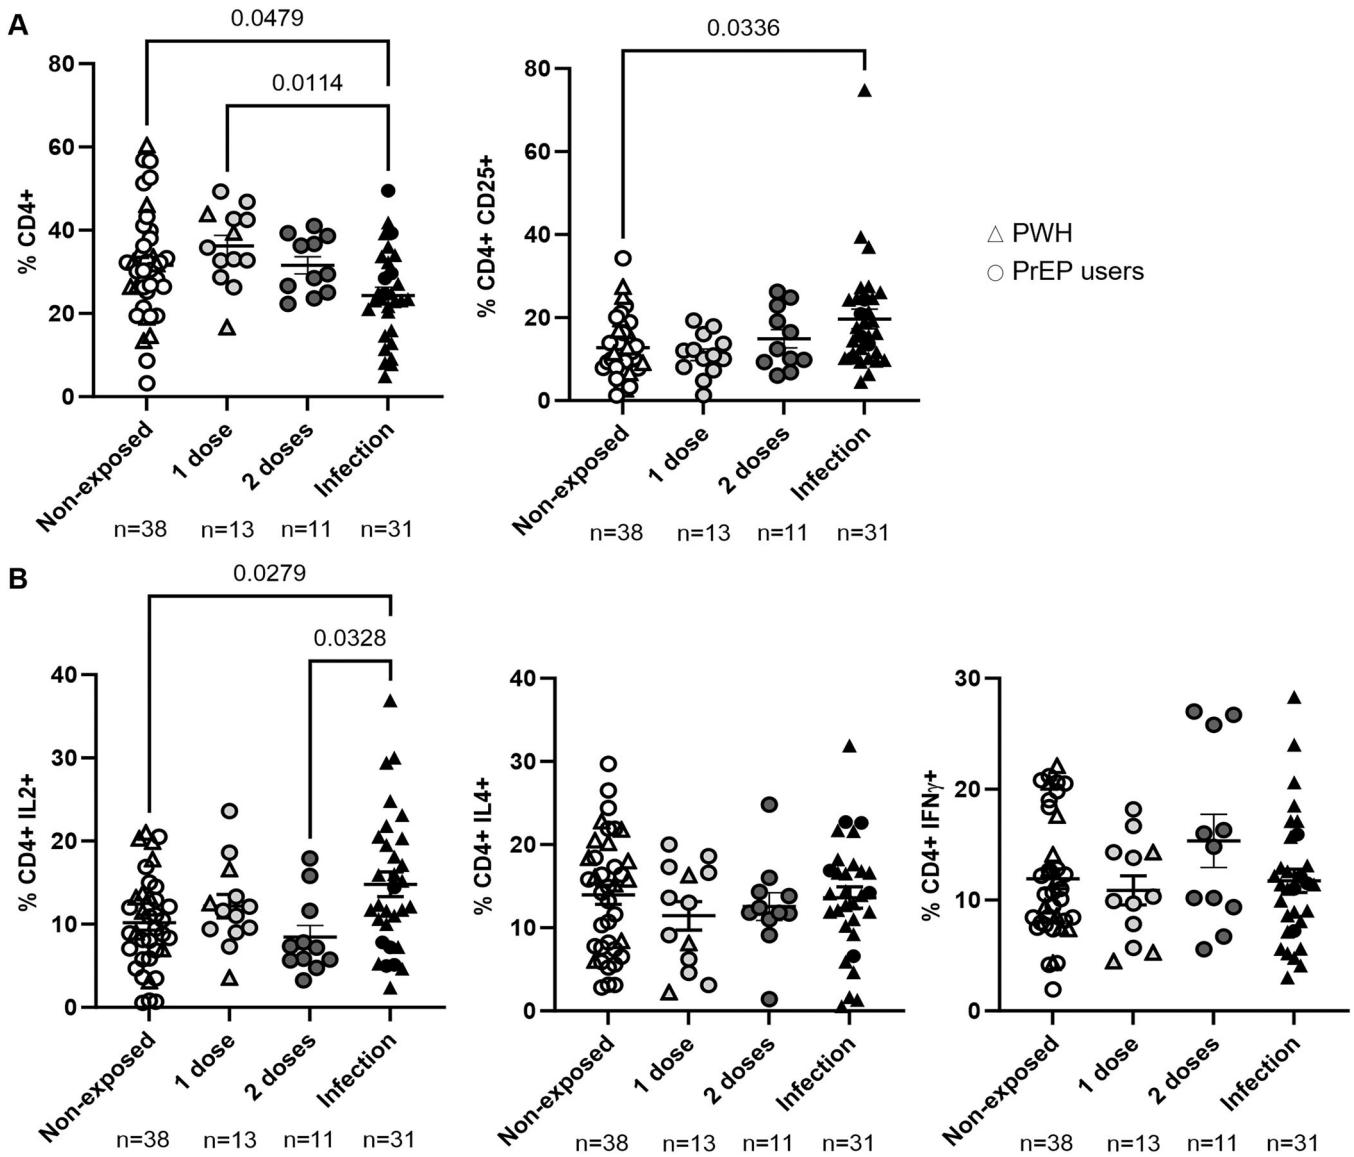 A
0.0479
0.0114
80
60
40
20
0
% CD4+
Non-exposed
1 dose
2 doses
Infection
n=38
n=13
n=11
n=31
0.0336
80
60
40
20
0
% CD4+ CD25+
Non-exposed
1 dose
2 doses
Infection
n=38
n=13
n=11
n=31
PWH
PrEP users
B
0.0279
0.0328
40
30
20
10
0
% CD4+ IL2+
Non-exposed
1 dose
2 doses
Infection
n=38
n=13
n=11
n=31
40
30
20
10
0
% CD4+ IL4+
Non-exposed
1 dose
2 doses
Infection
n=38
n=13
n=11
n=31
30
20
10
0
% CD4+ IFNγ+
Non-exposed
1 dose
2 doses
Infection
n=38
n=13
n=11
n=31